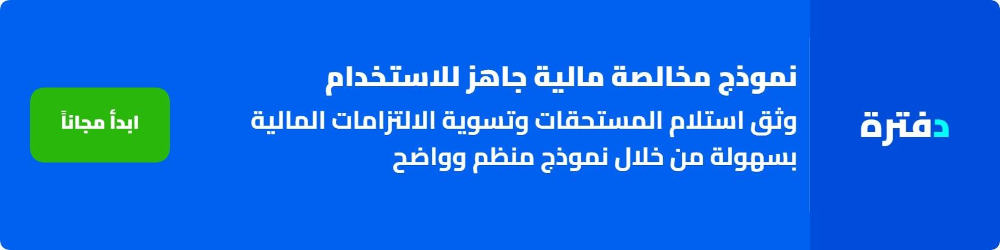 دفترة
نموذج مخالصة مالية جاهز للاستخدام
وثق استلام المستحقات وتسوية الالتزامات المالية
بسهولة من خلال نموذج منظم وواضح
ابدأ مجاناً